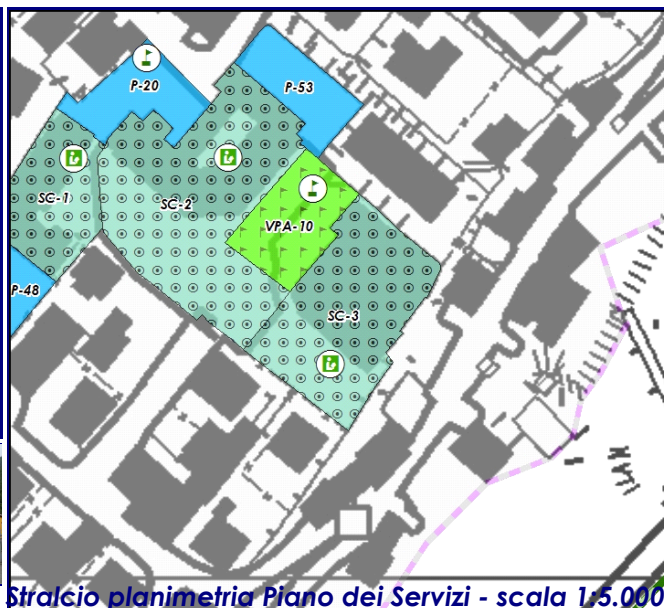 P-20
P-53
SC-1
SC-2
VPA-10
P-48
SC-3
Stralcio planimetria Piano dei Servizi - scala 1:5.000